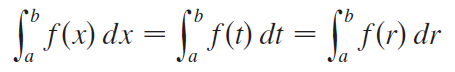 ∫_a^b f(x) dx = ∫_a^b f(t) dt = ∫_a^b f(r) dr